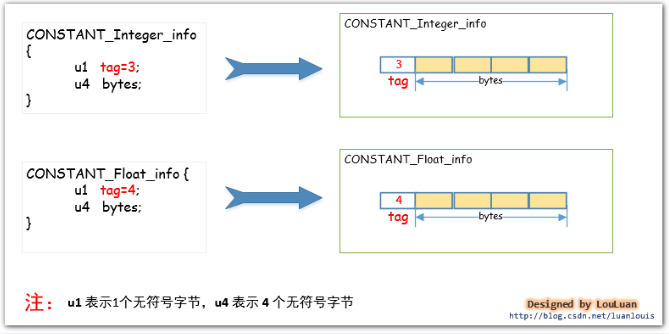 CONSTANT_Integer_info
{
u1 tag=3;
u4 bytes;
}
CONSTANT_Integer_info
3
tag
bytes
CONSTANT_Float_info {
u1 tag=4;
u4 bytes;
}
CONSTANT_Float_info
4
tag
bytes
注： u1 表示1个无符号字节，u4 表示 4 个无符号字节
Designed by LouLuan
http://blog.csdn.net/luanlouis